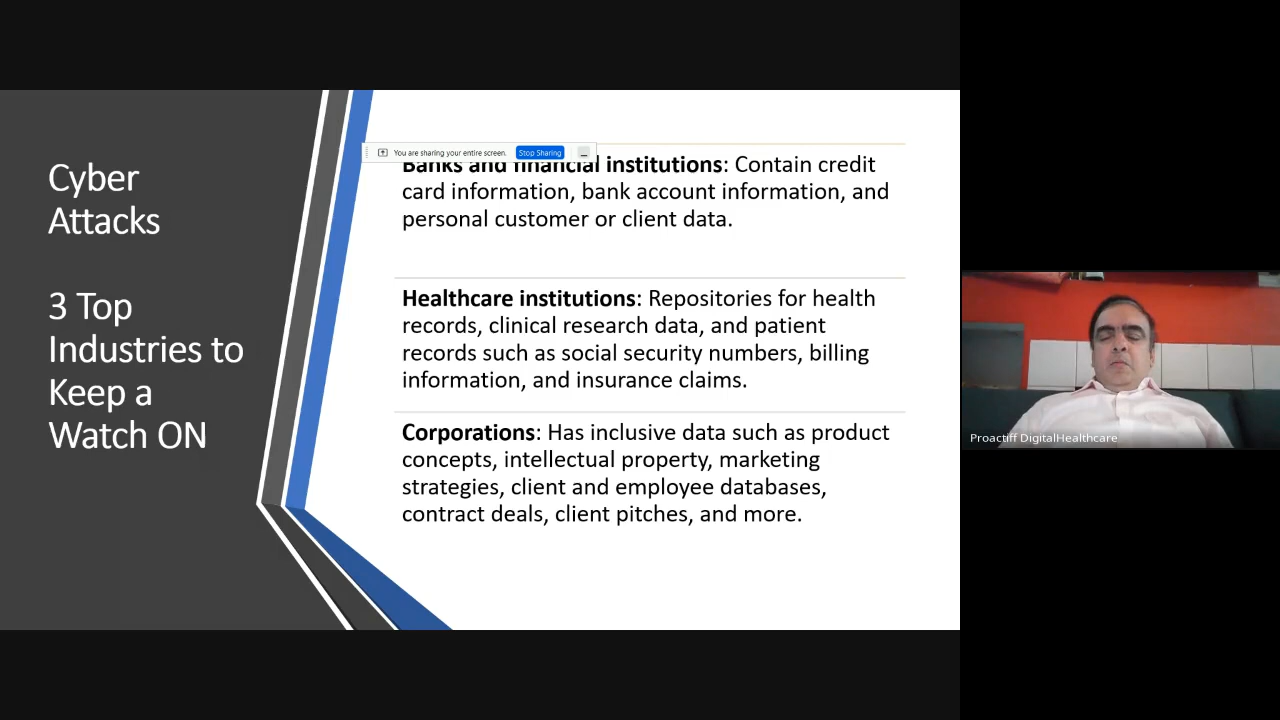 Cyber
Attacks
3 Top
Industries to
Keep a
Watch ON
You are sharing your entire screen. Stop Sharing
Banks and financial institutions: Contain credit
card information, bank account information, and
personal customer or client data.
Healthcare institutions: Repositories for health
records, clinical research data, and patient
records such as social security numbers, billing
information, and insurance claims.
Corporations: Has inclusive data such as product
concepts, intellectual property, marketing
strategies, client and employee databases,
contract deals, client pitches, and more.
Proactiff DigitalHealthcare